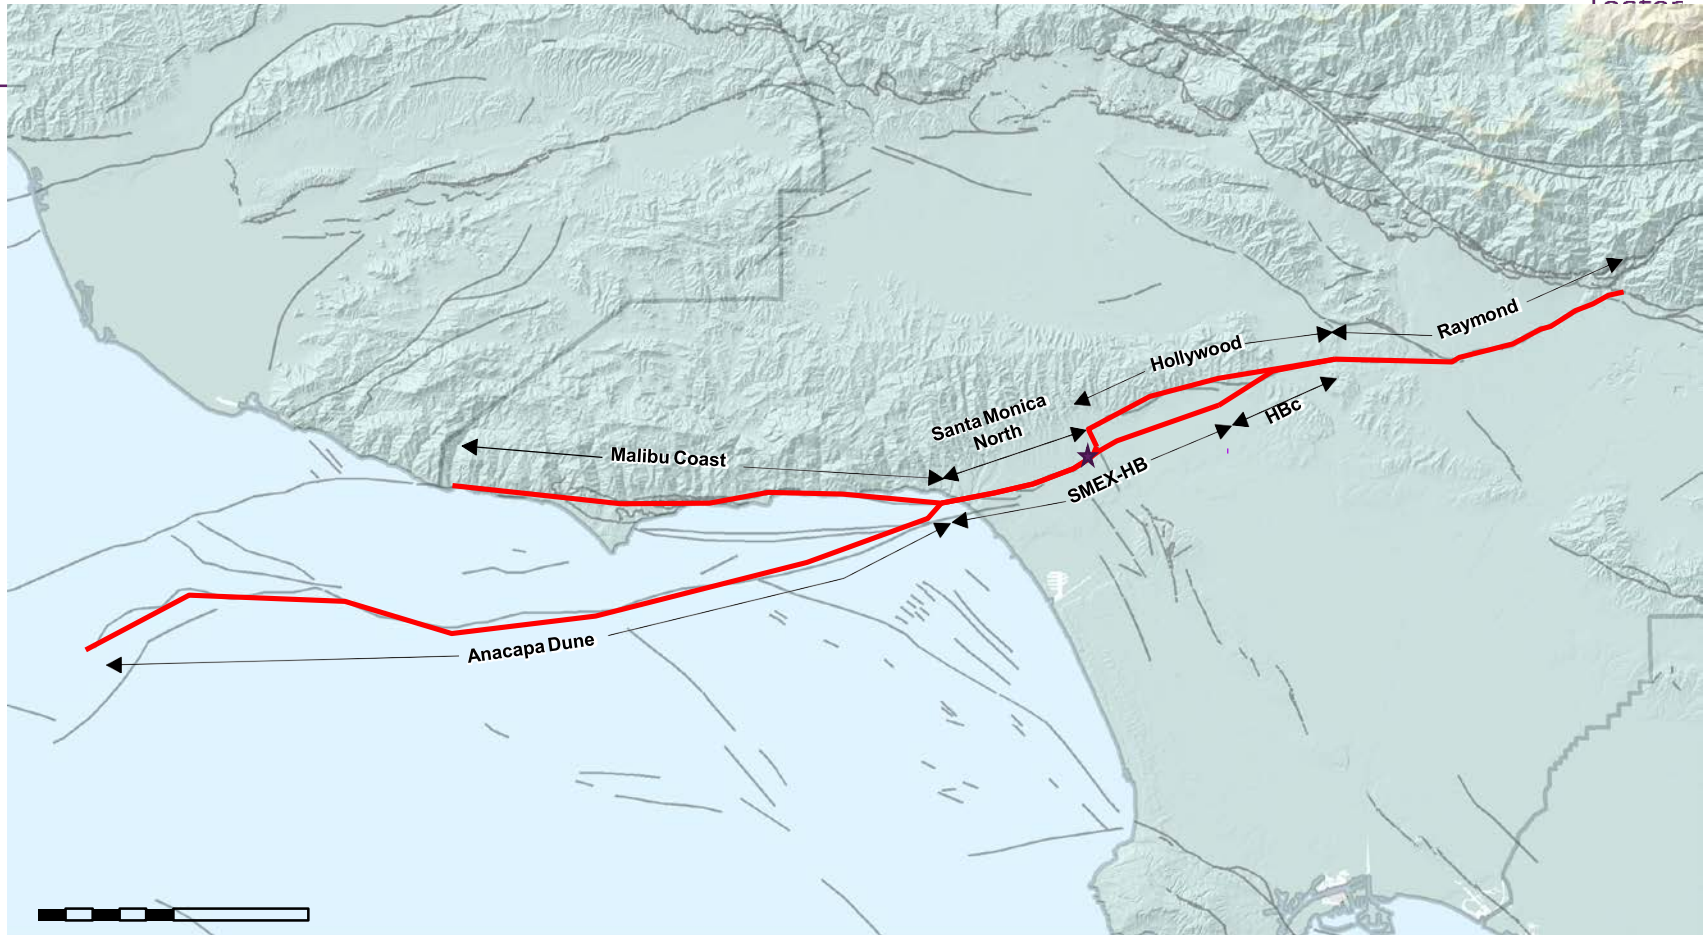 Raymond
Hollywood
Santa Monica
North
HBc
Malibu Coast
SMEX-HB
Anacapa Dune